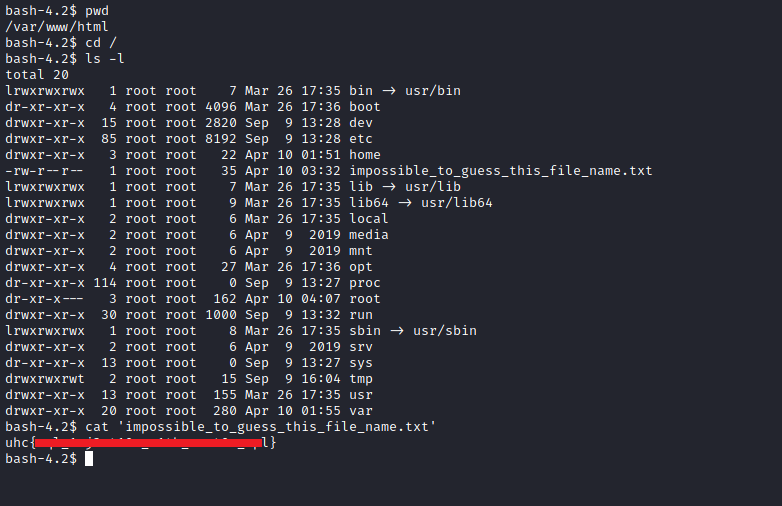 bash-4.2$ pwd
/var/www/html
bash-4.2$ cd /
bash-4.2$ ls -l
total 20
lrwxrwxrwx   1 root root    7 Mar 26 17:35 bin → usr/bin
dr-xr-xr-x   4 root root 4096 Mar 26 17:36 boot
drwxr-xr-x  15 root root 2820 Sep  9 13:28 dev
drwxr-xr-x  85 root root 8192 Sep  9 13:28 etc
drwxr-xr-x   3 root root   22 Apr 10 01:51 home
-rw-r--r--   1 root root   35 Apr 10 03:32 impossible_to_guess_this_file_name.txt
lrwxrwxrwx   1 root root    7 Mar 26 17:35 lib → usr/lib
lrwxrwxrwx   1 root root    9 Mar 26 17:35 lib64 → usr/lib64
drwxr-xr-x   2 root root    6 Mar 26 17:35 local
drwxr-xr-x   2 root root    6 Apr  9  2019 media
drwxr-xr-x   2 root root    6 Apr  9  2019 mnt
drwxr-xr-x   4 root root   27 Mar 26 17:36 opt
dr-xr-xr-x 114 root root    0 Sep  9 13:27 proc
dr-xr-x---   3 root root  162 Apr 10 04:07 root
drwxr-xr-x  30 root root 1000 Sep  9 13:32 run
lrwxrwxrwx   1 root root    8 Mar 26 17:35 sbin → usr/sbin
drwxr-xr-x   2 root root    6 Apr  9  2019 srv
dr-xr-xr-x  13 root root    0 Sep  9 13:27 sys
drwxrwxrwt   2 root root   15 Sep  9 16:04 tmp
drwxr-xr-x  13 root root  155 Mar 26 17:35 usr
drwxr-xr-x  20 root root  280 Apr 10 01:55 var
bash-4.2$ cat 'impossible_to_guess_this_file_name.txt'
uhc{ l}
bash-4.2$